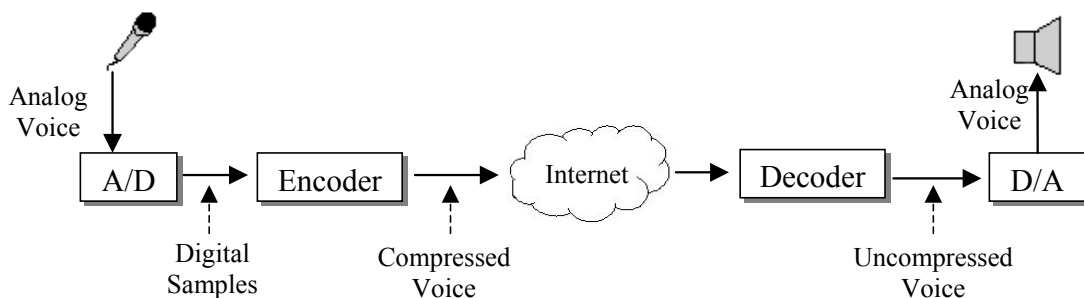 Analog
Voice
A/D
Digital
Samples
Encoder
Compressed
Voice
Internet
Decoder
Uncompressed
Voice
Analog
Voice
D/A